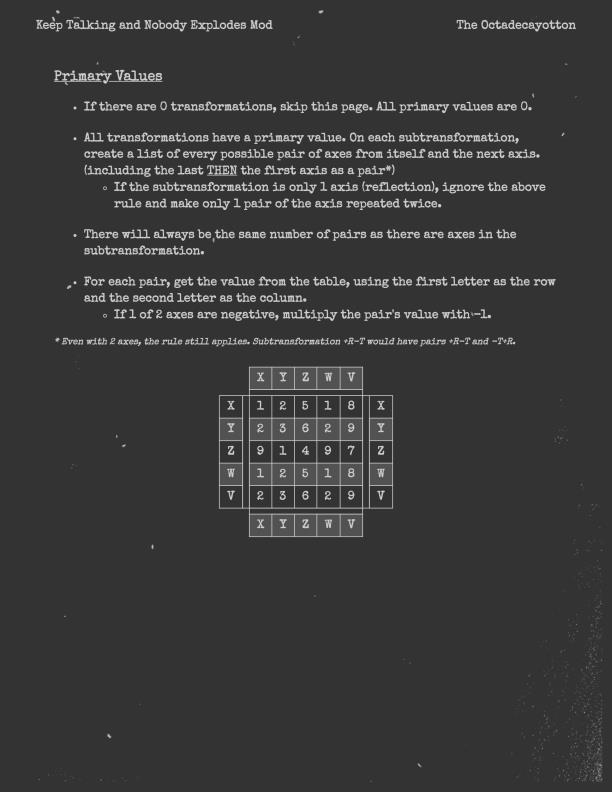 Keep Talking and Nobody Explodes Mod The Octadecayotton
Primary Values
• If there are 0 transformations, skip this page. All primary values are 0.
• All transformations have a primary value. On each subtransformation,
create a list of every possible pair of axes from itself and the next axis.
(including the last THEN the first axis as a pair*)
◦ If the subtransformation is only 1 axis (reflection), ignore the above
rule and make only 1 pair of the axis repeated twice.
• There will always be the same number of pairs as there are axes in the
subtransformation.
• For each pair, get the value from the table, using the first letter as the row
and the second letter as the column.
◦ If 1 of 2 axes are negative, multiply the pair's value with -1.
* Even with 2 axes, the rule still applies. Subtransformation +R-T would have pairs +R-T and -T+R.
X Y Z W V
X 1 2 5 1 8 X
Y 2 3 6 2 9 Y
Z 9 1 4 9 7 Z
W 1 2 5 1 8 W
V 2 3 6 2 9 V
X Y Z W V